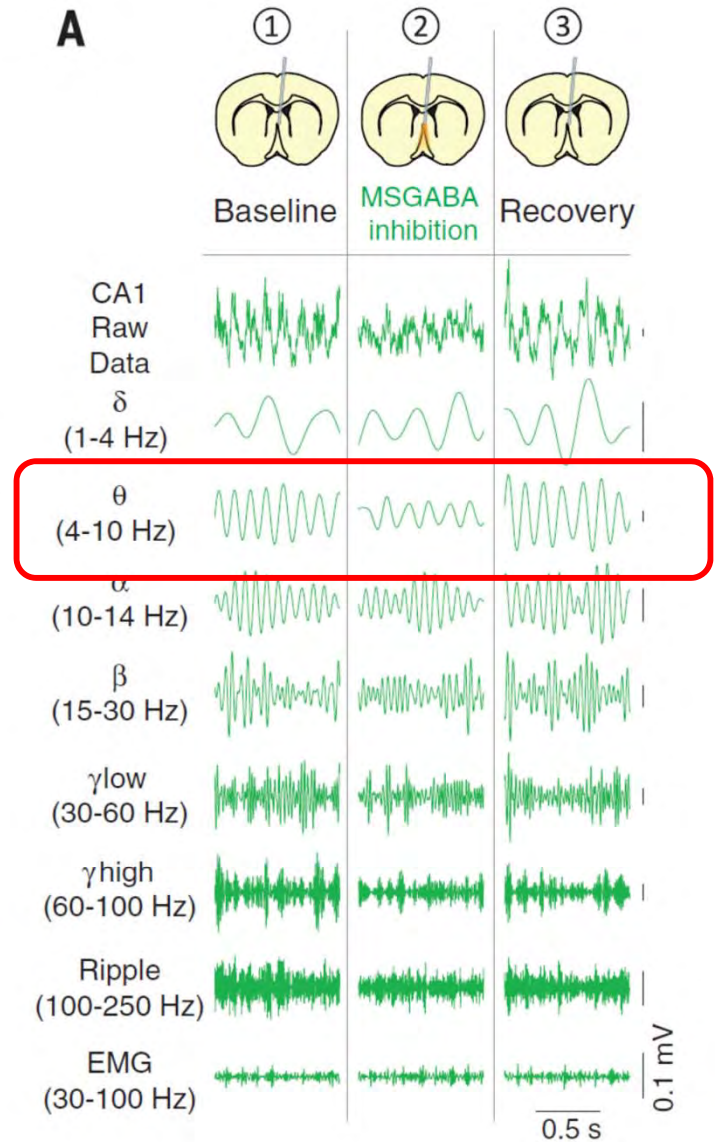 A
① ② ③
Baseline MSGABA inhibition Recovery
CA1
Raw
Data
δ
(1-4 Hz)
θ
(4-10 Hz)
α
(10-14 Hz)
β
(15-30 Hz)
γlow
(30-60 Hz)
γhigh
(60-100 Hz)
Ripple
(100-250 Hz)
EMG
(30-100 Hz)
0.1 mV
0.5 s